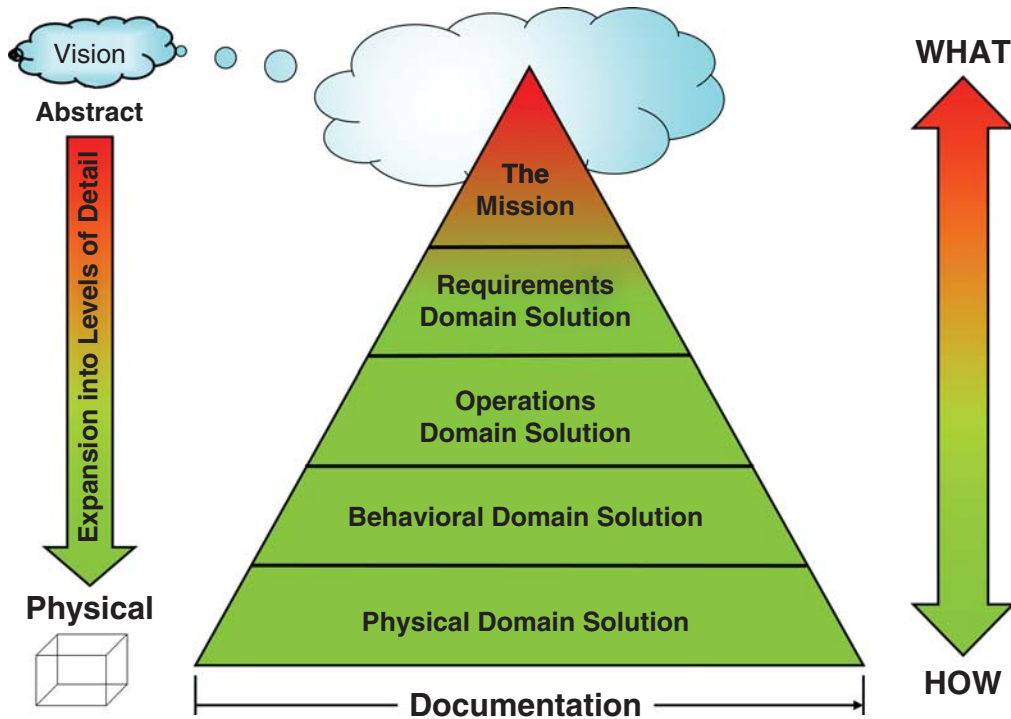 Vision
Abstract
Expansion into Levels of Detail
Physical
The
Mission
Requirements
Domain Solution
Operations
Domain Solution
Behavioral Domain Solution
Physical Domain Solution
Documentation
WHAT
HOW